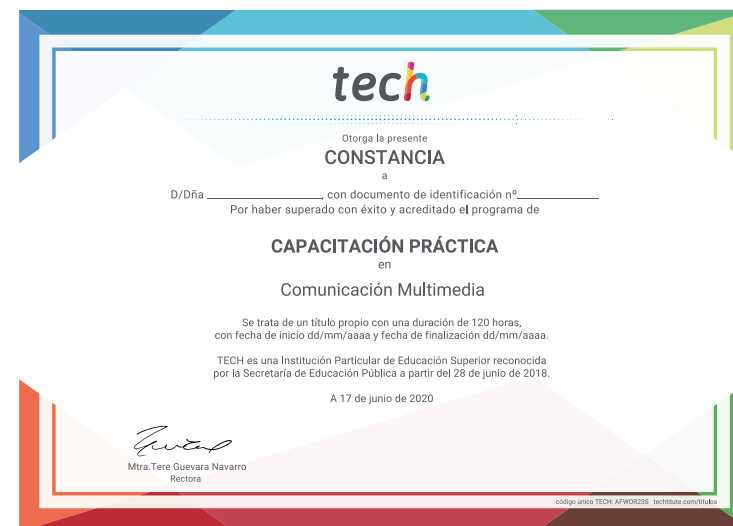 tech
Otorga la presente
CONSTANCIA
a
D/Dña ____________________, con documento de identificación nº______________
Por haber superado con éxito y acreditado el programa de
CAPACITACIÓN PRÁCTICA
en
Comunicación Multimedia
Se trata de un título propio con una duración de 120 horas,
con fecha de inicio dd/mm/aaaa y fecha de finalización dd/mm/aaaa.
TECH es una Institución Particular de Educación Superior reconocida
por la Secretaría de Educación Pública a partir del 28 de junio de 2018.
A 17 de junio de 2020
Mtra.Tere Guevara Navarro
Rectora
código único TECH: AFWOR23S techtitute.com/titulos